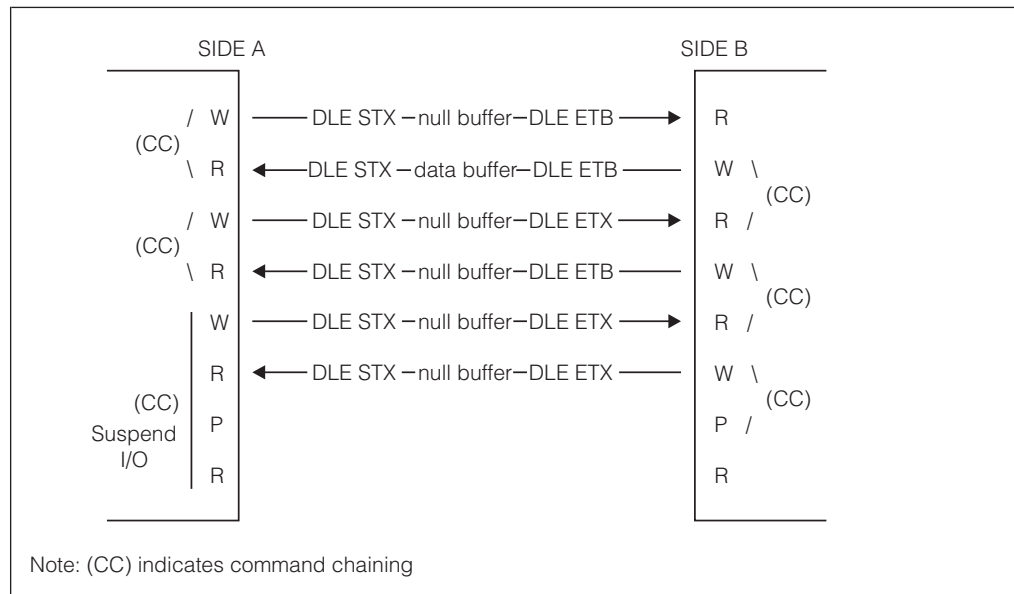 SIDE A SIDE B
/ W DLE STX – null buffer – DLE ETB R
(CC)
\ R DLE STX – data buffer – DLE ETB W \
(CC)
/ W DLE STX – null buffer – DLE ETX R /
(CC)
\ R DLE STX – null buffer – DLE ETB W \
(CC)
W DLE STX – null buffer – DLE ETX R /
R DLE STX – null buffer – DLE ETX W \
(CC) (CC)
P P /
Suspend
I/O
R R
Note: (CC) indicates command chaining